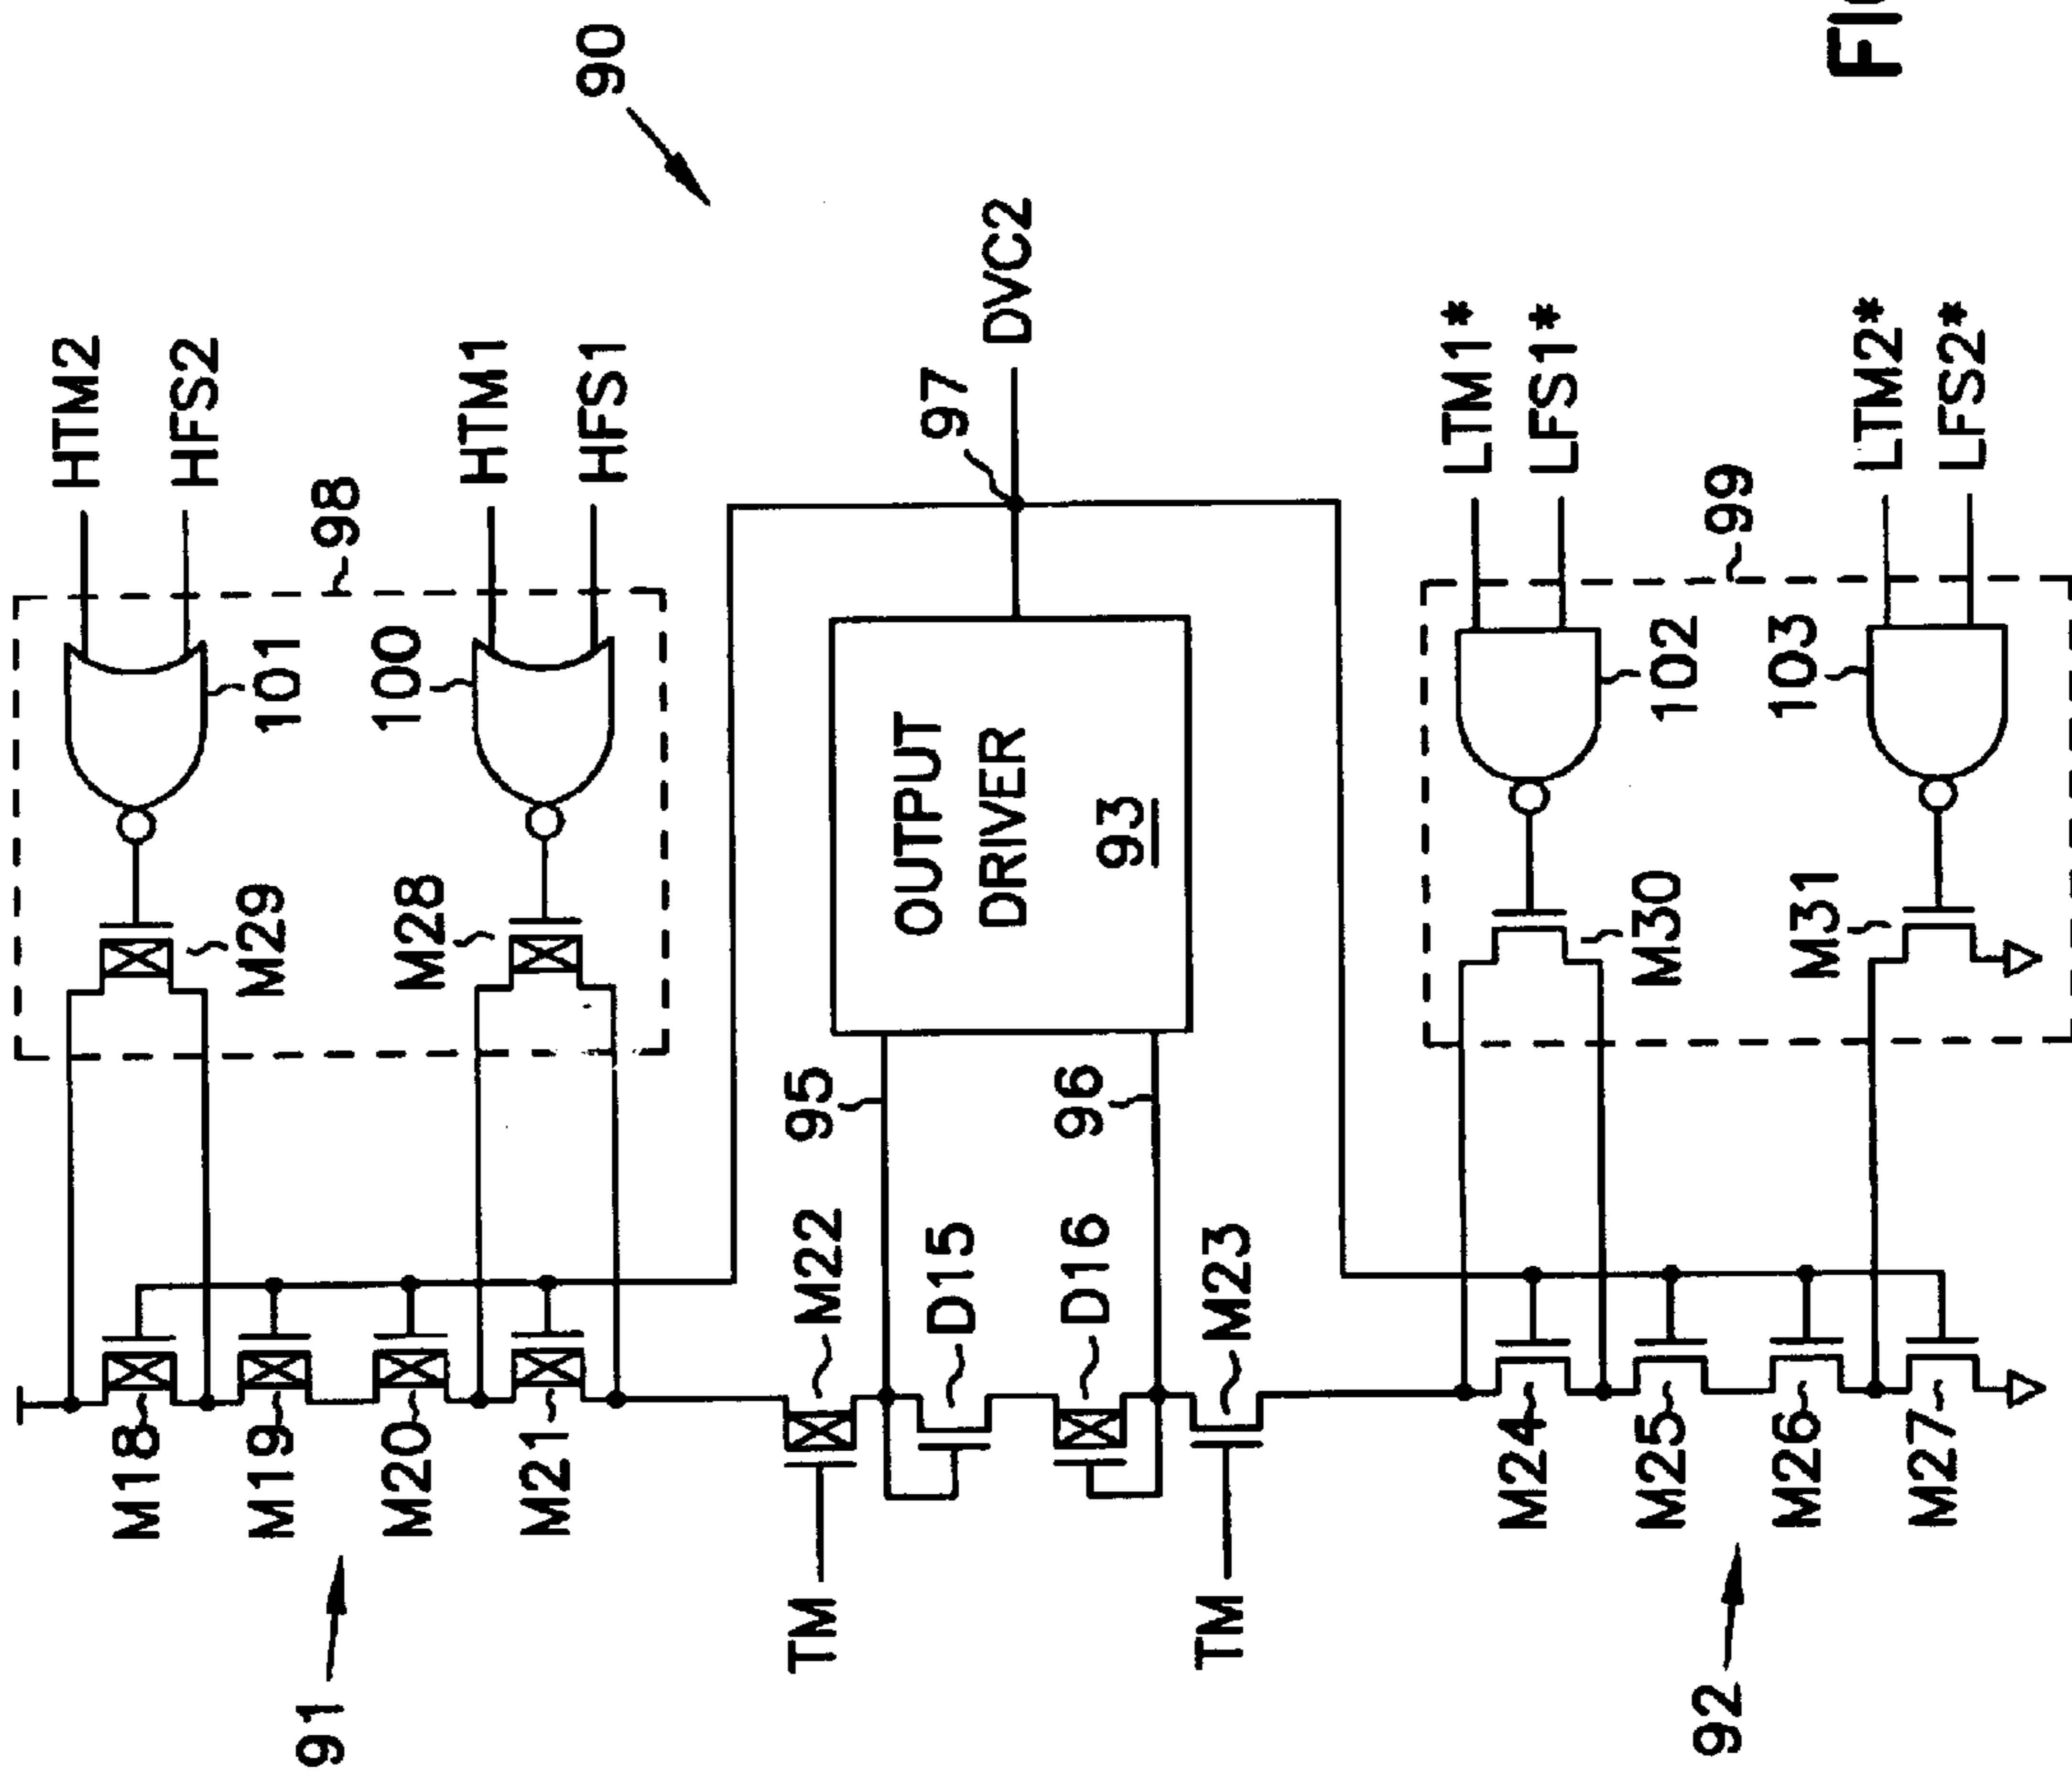 90
HTM2
HFS2
98
101
M29
HTM1
HFS1
100
M28
M18
M19
M20
M21
91
97
DVC2
OUTPUT
DRIVER
93
95
96
M22
D15
D16
M23
TM
TM
LTM1*
LFS1*
99
102
M30
LTM2*
LFS2*
103
M31
M24
M25
M26
M27
92